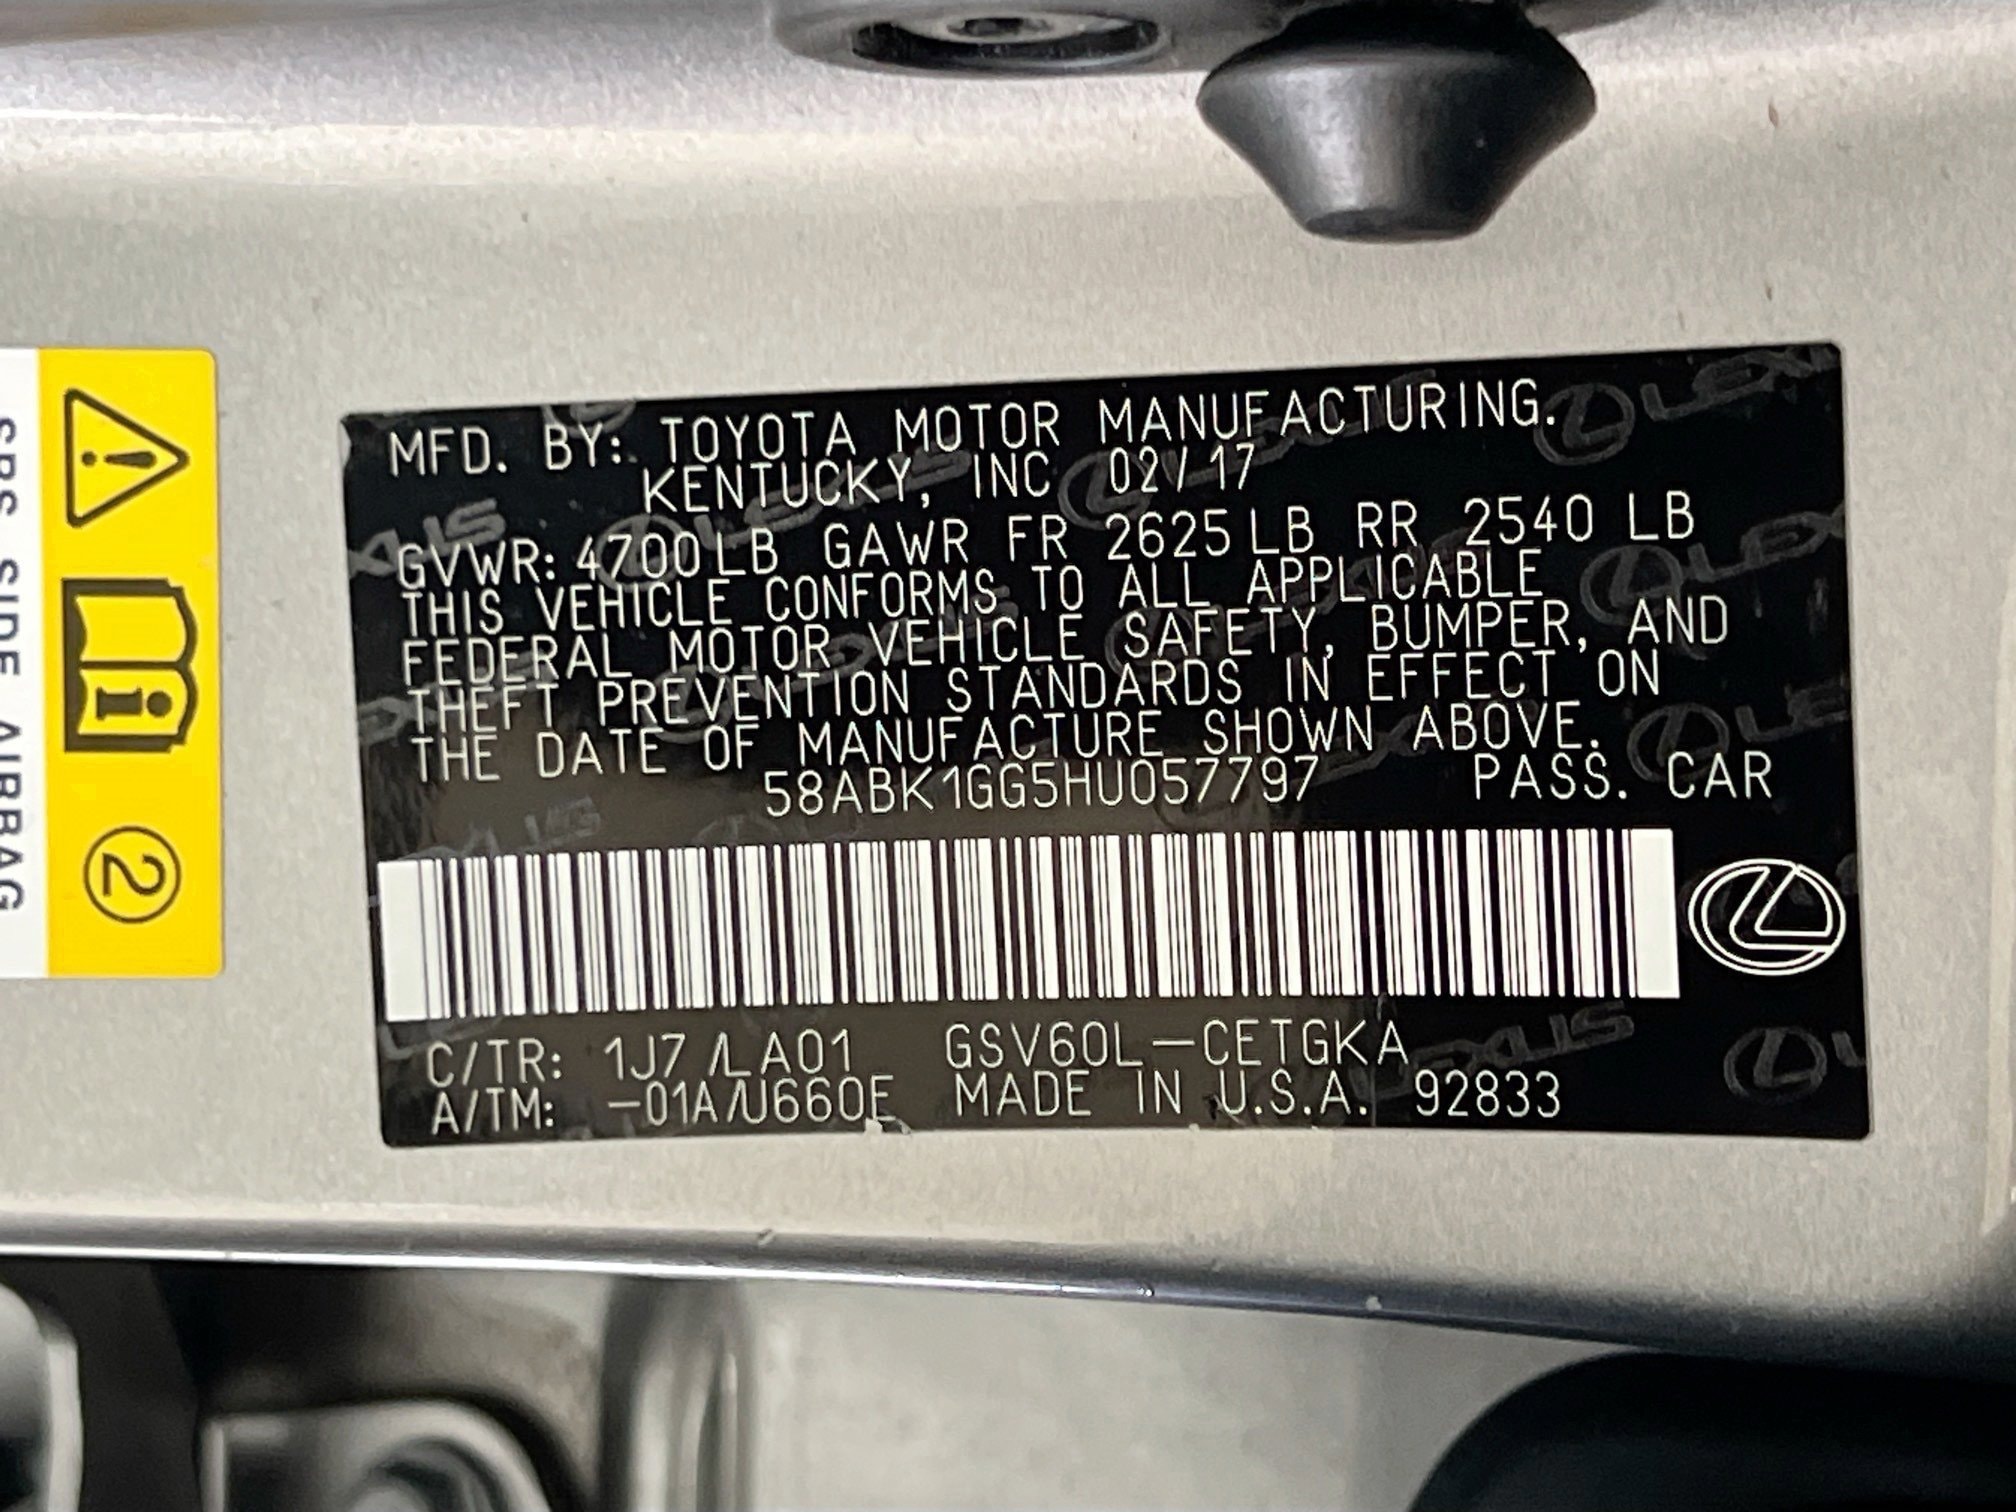 MFD. BY: TOYOTA MOTOR MANUFACTURING.
KENTUCKY, INC 02/17
GVWR: 4700LB GAWR FR 2625LB RR 2540 LB
THIS VEHICLE CONFORMS TO ALL APPLICABLE
FEDERAL MOTOR VEHICLE SAFETY, BUMPER, AND
THEFT PREVENTION STANDARDS IN EFFECT ON
THE DATE OF MANUFACTURE SHOWN ABOVE.
58ABK1GG5HU057797 PASS. CAR
C/TR: 1J7/LA01 GSV60L-CETGKA
A/TM: -01A/U660E MADE IN U.S.A. 92833
SRS SIDE AIRBAG
2
LEXUS